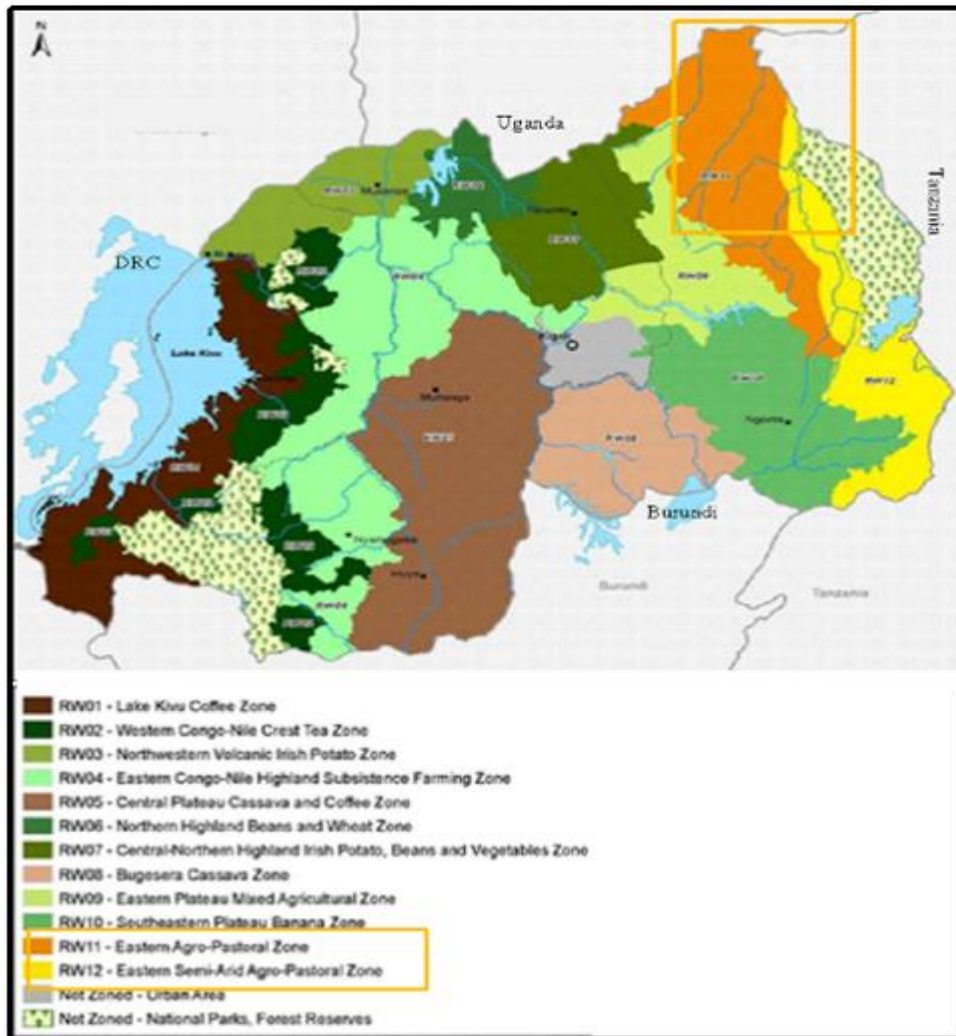 N
Uganda
Tanzania
DRC
Lake Kivu
Muhanga
Ngoma
RW12
Burundi
Nyamagabe
Huye
Burundi
Tanzania
RW01 - Lake Kivu Coffee Zone
RW02 - Western Congo-Nile Crest Tea Zone
RW03 - Northwestern Volcanic Irish Potato Zone
RW04 - Eastern Congo-Nile Highland Subsistence Farming Zone
RW05 - Central Plateau Cassava and Coffee Zone
RW06 - Northern Highland Beans and Wheat Zone
RW07 - Central-Northern Highland Irish Potato, Beans and Vegetables Zone
RW08 - Bugesera Cassava Zone
RW09 - Eastern Plateau Mixed Agricultural Zone
RW10 - Southeastern Plateau Banana Zone
RW11 - Eastern Agro-Pastoral Zone
RW12 - Eastern Semi-Arid Agro-Pastoral Zone
Not Zoned - Urban Area
Not Zoned - National Parks, Forest Reserves